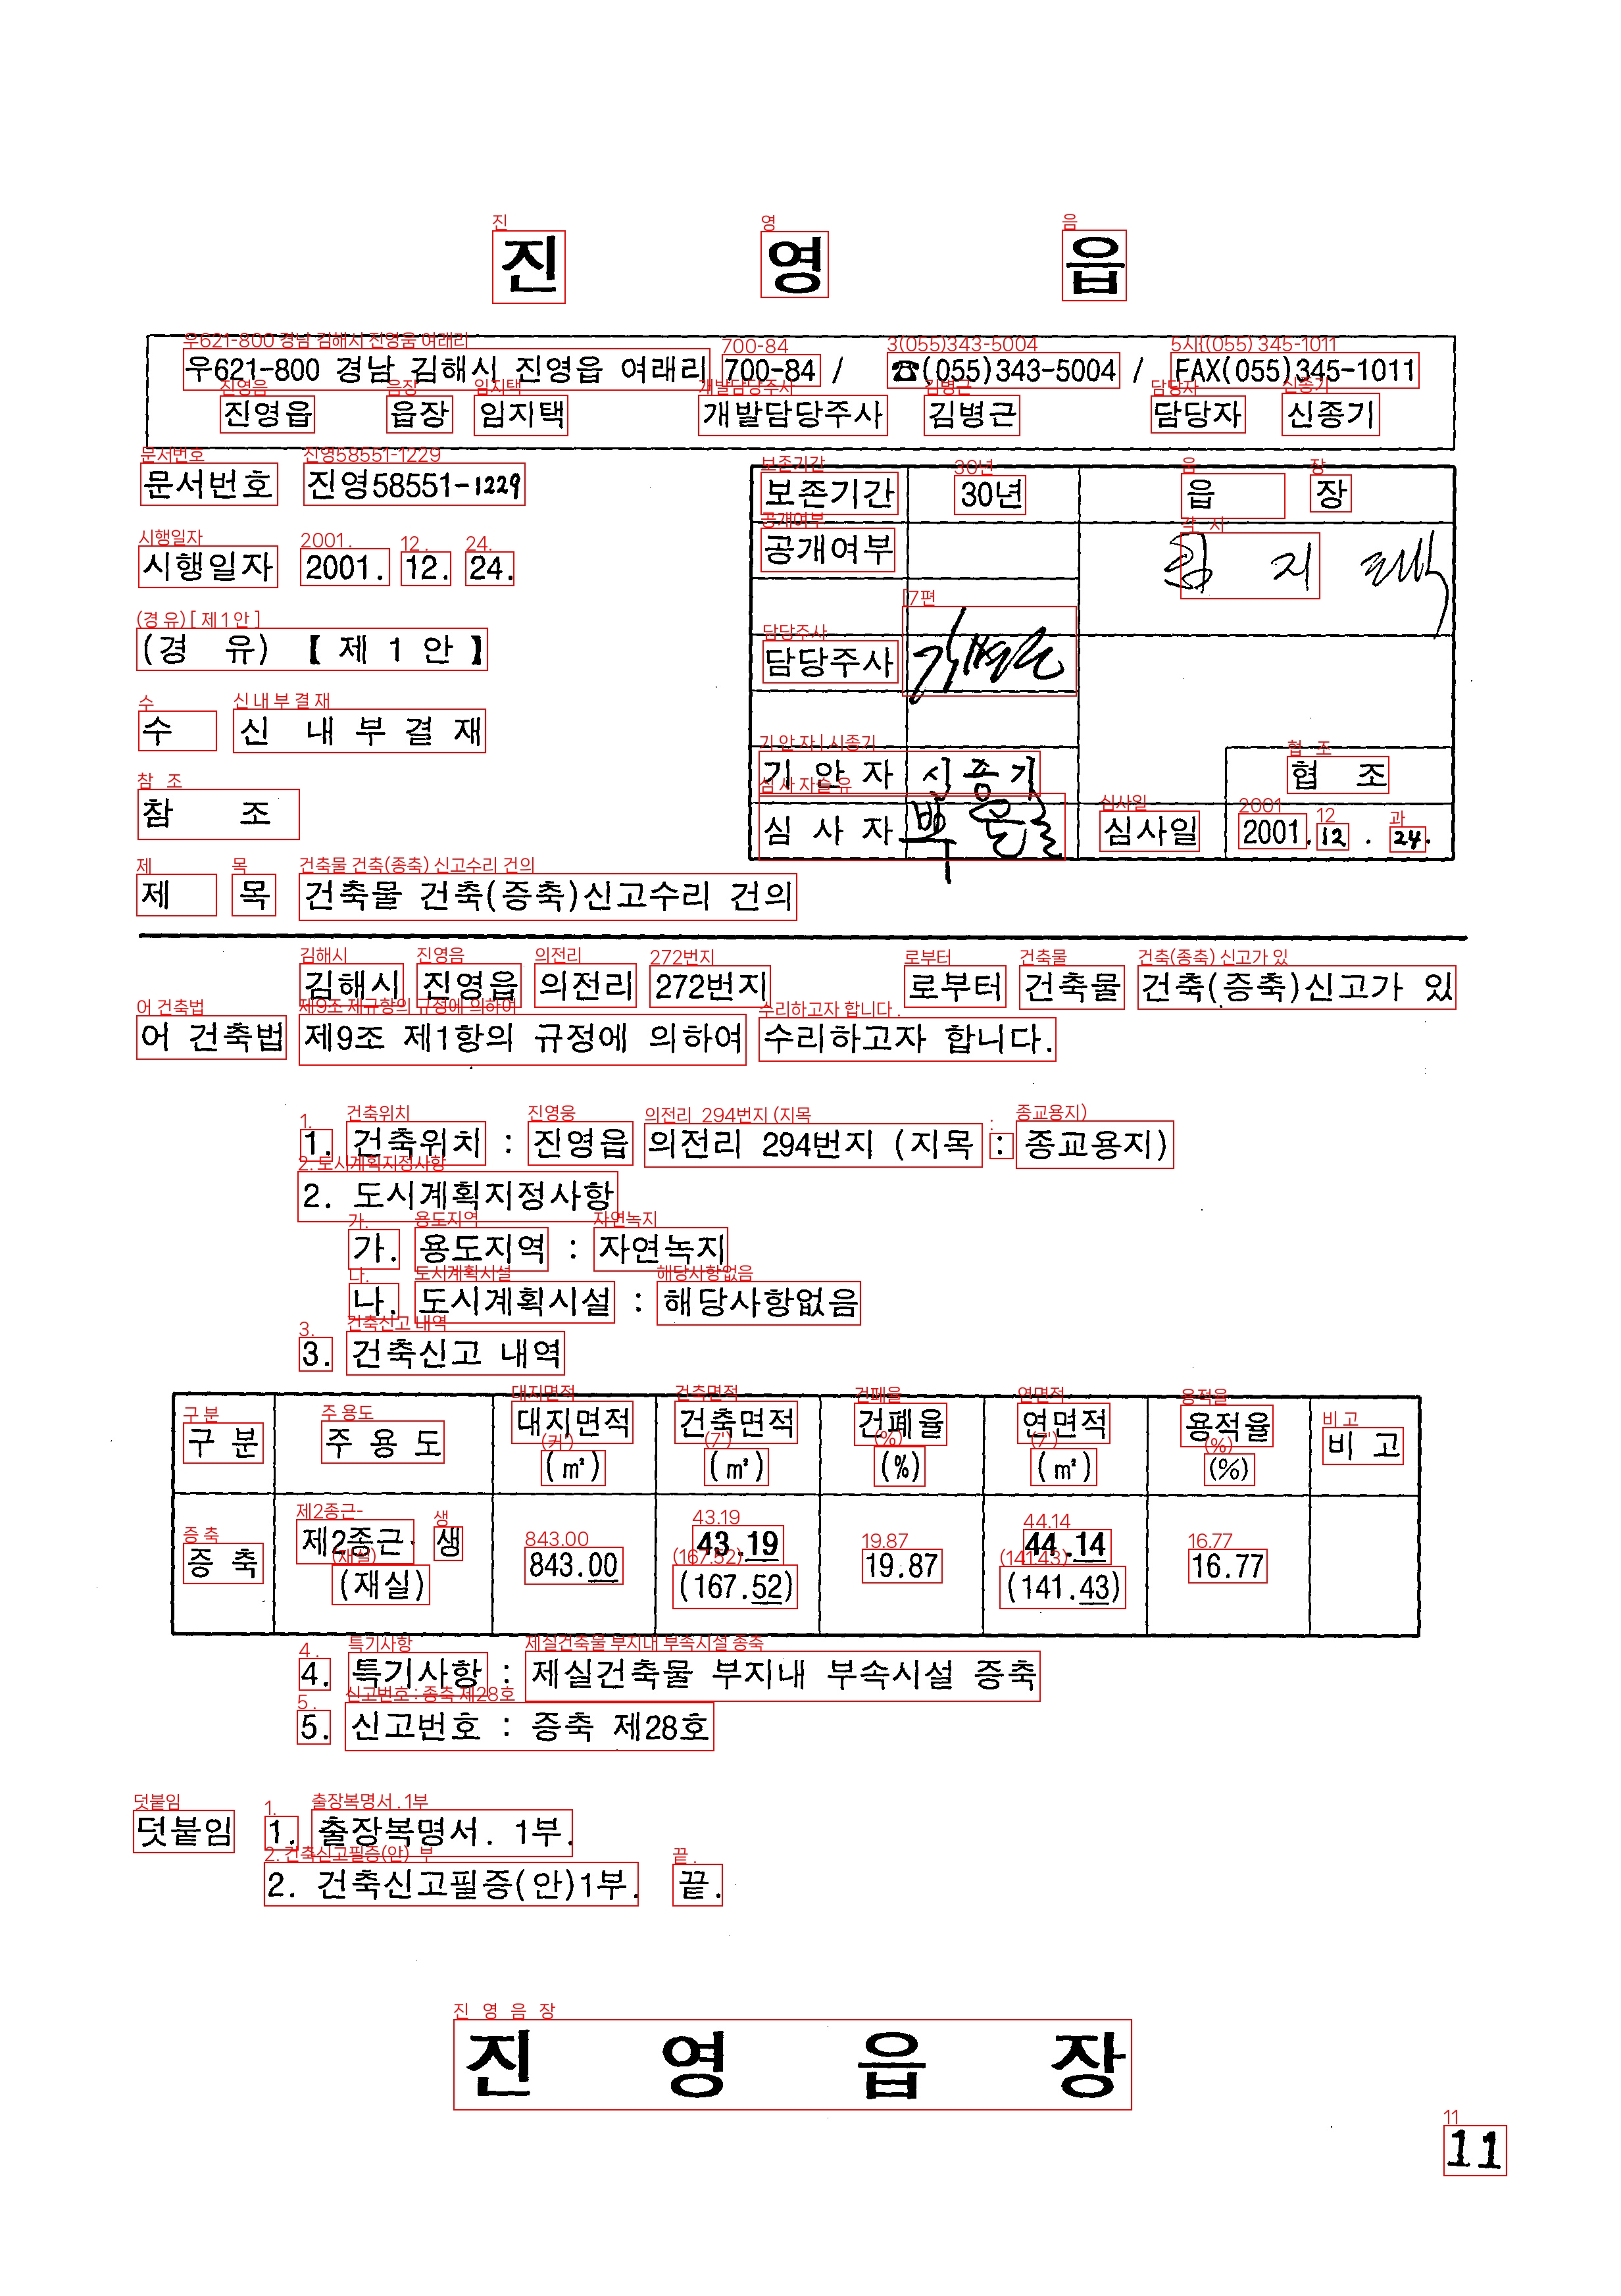 진 영 읍
우621-800 경남 김해시 진영읍 여래리 700-84 / ☎(055)343-5004 / FAX(055)345-1011
진영읍 읍장 임지택 개발담당주사 김병근 담당자 신종기
문서번호 진영58551-1229
시행일자 2001. 12. 24.
(경 유) 【 제 1 안 】
수 신 내 부 결 재
참 조
보존기간 30년 읍 장
공개여부
담당주사 김병근
기 안 자 신종기 협 조
심 사 자 심사일 2001. 12 . 24.
제 목 건축물 건축(증축)신고수리 건의
김해시 진영읍 의전리 272번지 로부터 건축물 건축(증축)신고가 있
어 건축법 제9조 제1항의 규정에 의하여 수리하고자 합니다.
1. 건축위치 : 진영읍 의전리 294번지 (지목 : 종교용지)
2. 도시계획지정사항
가. 용도지역 : 자연녹지
나. 도시계획시설 : 해당사항없음
3. 건축신고 내역
구 분 주 용 도 대지면적 (㎡) 건축면적 (㎡) 건폐율 (%) 연면적 (㎡) 용적율 (%) 비 고
증 축 제2종근·생 (재실) 843.00 43.19 (167.52) 19.87 44.14 (141.43) 16.77
4. 특기사항 : 제실건축물 부지내 부속시설 증축
5. 신고번호 : 증축 제28호
덧붙임 1. 출장복명서. 1부.
2. 건축신고필증(안)1부. 끝.
진 영 읍 장
11